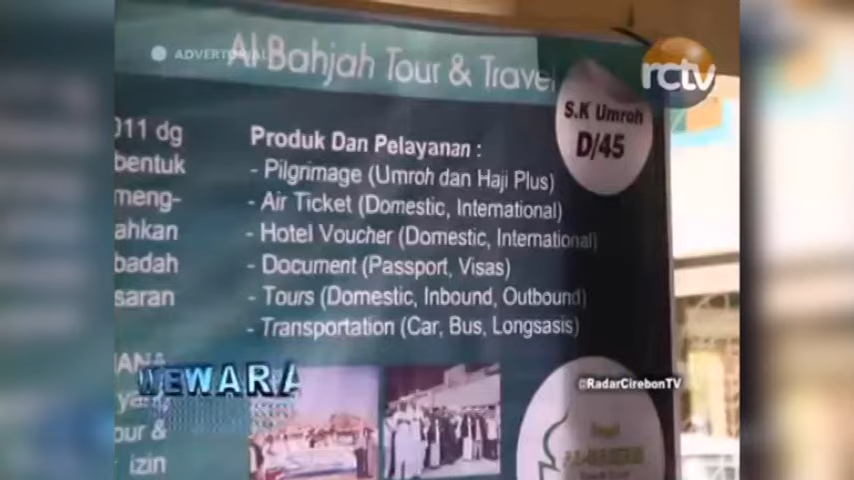 ADVERTORIAL
Al Bahjah Tour & Travel
rctv
S.K Umroh
D/45
011 dg
bentuk
meng-
ahkan
badah
saran
Produk Dan Pelayanan :
- Pilgrimage (Umroh dan Haji Plus)
- Air Ticket (Domestic, International)
- Hotel Voucher (Domestic, International)
- Document (Passport, Visas)
- Tours (Domestic, Inbound, Outbound)
- Transportation (Car, Bus, Longsasis)
WEWARA
@RadarCirebonTV
our &
izin